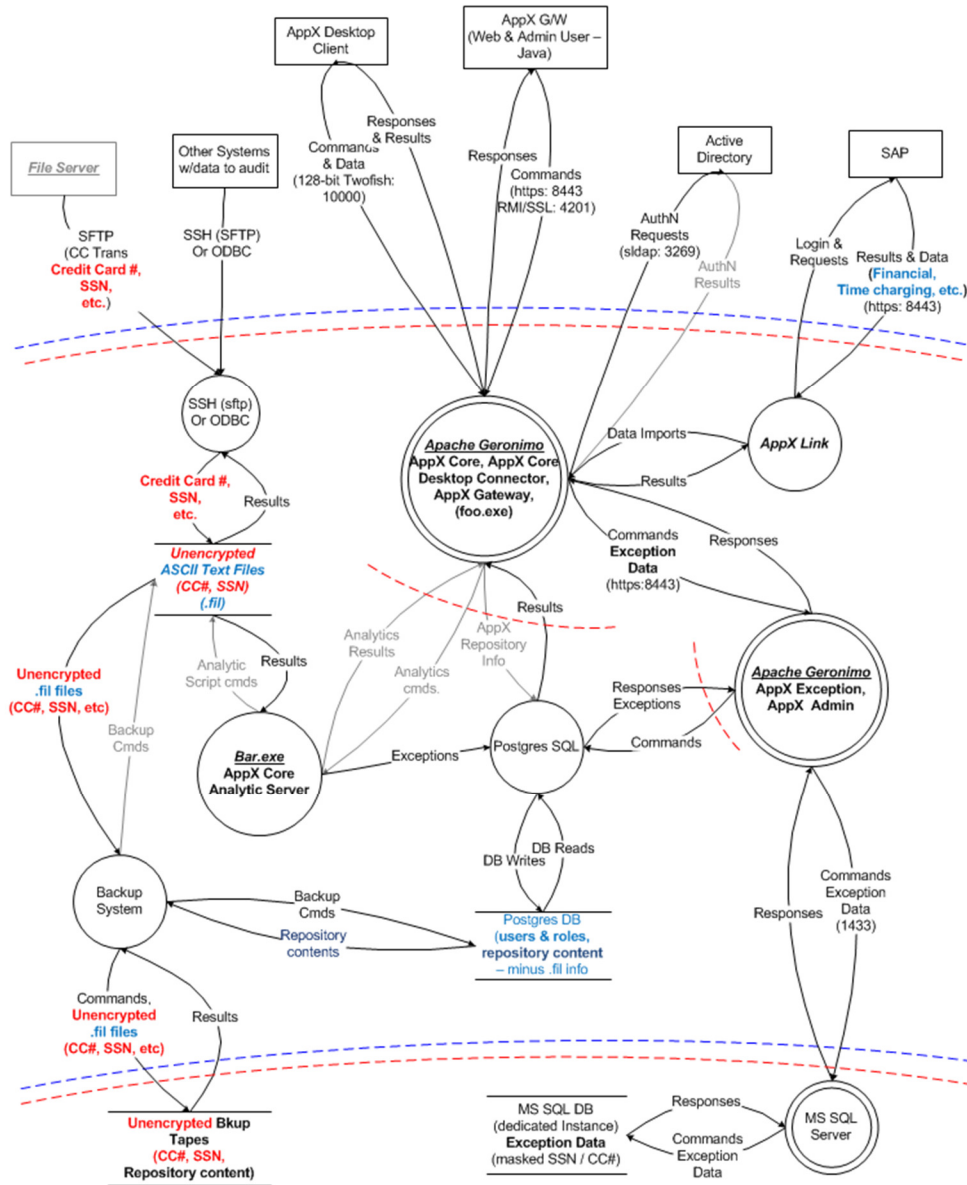 AppX Desktop
Client
AppX G/W
(Web & Admin User –
Java)
File Server
Other Systems
w/data to audit
Active
Directory
SAP
Responses
& Results
Commands
& Data
(128-bit Twofish:
10000)
Responses
Commands
(https: 8443
RMI/SSL: 4201)
SFTP
(CC Trans
Credit Card #,
SSN,
etc.)
SSH (SFTP)
Or ODBC
AuthN
Requests
(sldap: 3269)
AuthN
Results
Login &
Requests
Results & Data
(Financial,
Time charging, etc.)
(https: 8443)
SSH (sftp)
Or ODBC
Apache Geronimo
AppX Core, AppX Core
Desktop Connector,
AppX Gateway,
(foo.exe)
Data Imports
Results
AppX Link
Credit Card #,
SSN,
etc.
Results
Unencrypted
ASCII Text Files
(CC#, SSN)
(.fil)
Commands
Exception
Data
(https:8443)
Responses
Analytic
Script cmds
Results
Analytics
Results
Analytics
cmds.
AppX
Repository
Info
Results
Unencrypted
.fil files
(CC#, SSN, etc)
Backup
Cmds
Bar.exe
AppX Core
Analytic Server
Exceptions
Postgres SQL
Responses
Exceptions
Commands
Apache Geronimo
AppX Exception,
AppX Admin
DB Writes
DB Reads
Backup
System
Backup
Cmds
Repository
contents
Postgres DB
(users & roles,
repository content
– minus .fil info
Responses
Commands
Exception
Data
(1433)
Commands,
Unencrypted
.fil files
(CC#, SSN, etc)
Results
Unencrypted Bkup
Tapes
(CC#, SSN,
Repository content)
MS SQL DB
(dedicated Instance)
Exception Data
(masked SSN / CC#)
Responses
Commands
Exception
Data
MS SQL
Server